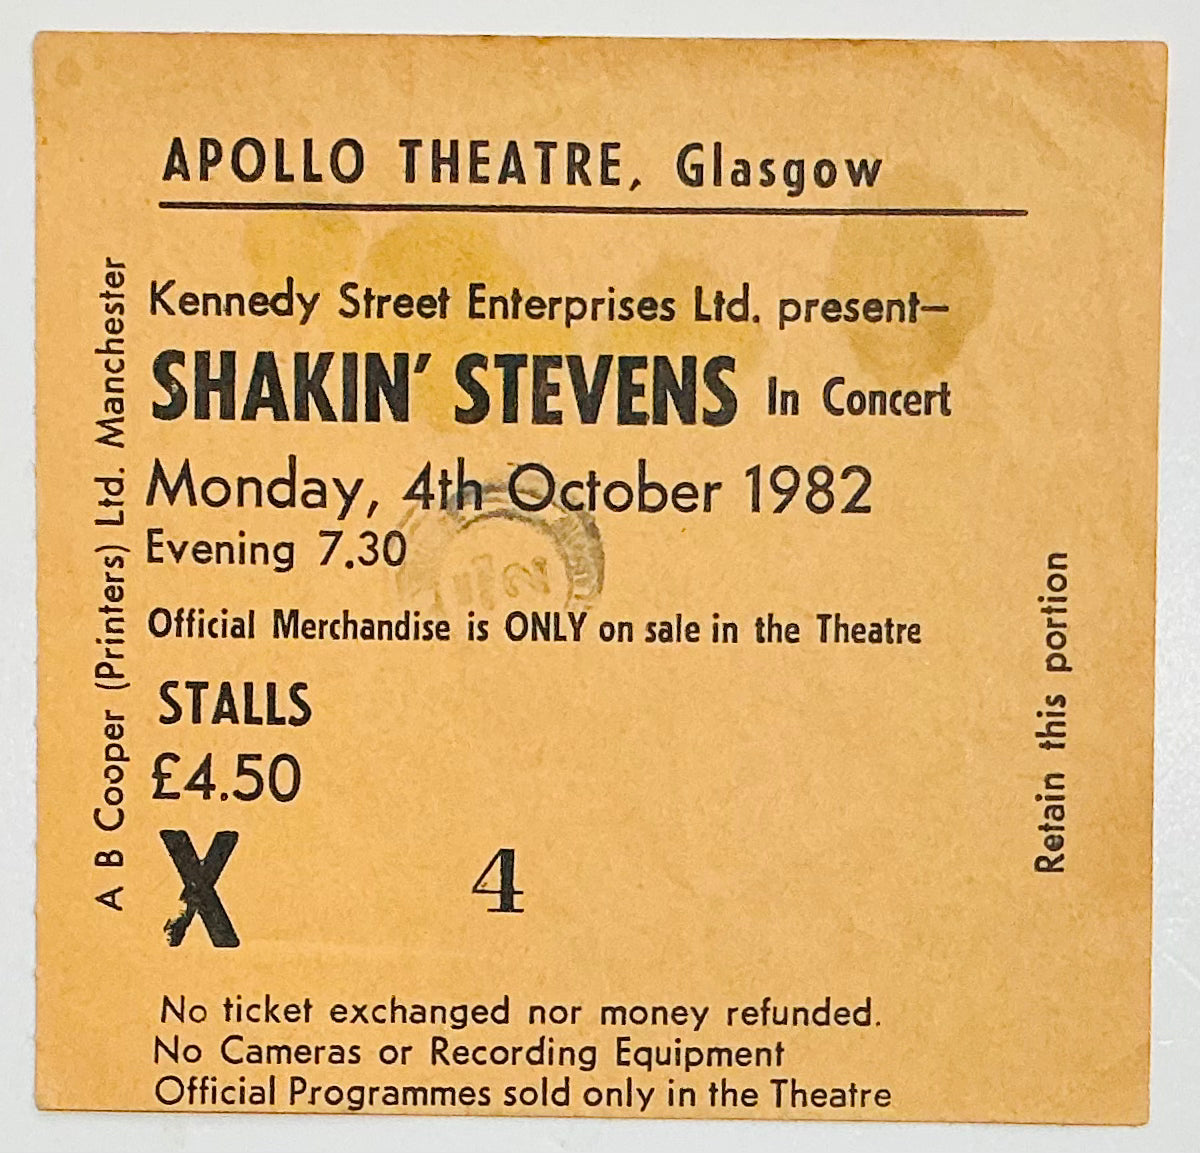 APOLLO THEATRE, Glasgow
Kennedy Street Enterprises Ltd. present–
SHAKIN' STEVENS In Concert
Monday, 4th October 1982
Evening 7.30
Official Merchandise is ONLY on sale in the Theatre
STALLS
£4.50
X 4
No ticket exchanged nor money refunded.
No Cameras or Recording Equipment
Official Programmes sold only in the Theatre
A B Cooper (Printers) Ltd. Manchester
Retain this portion